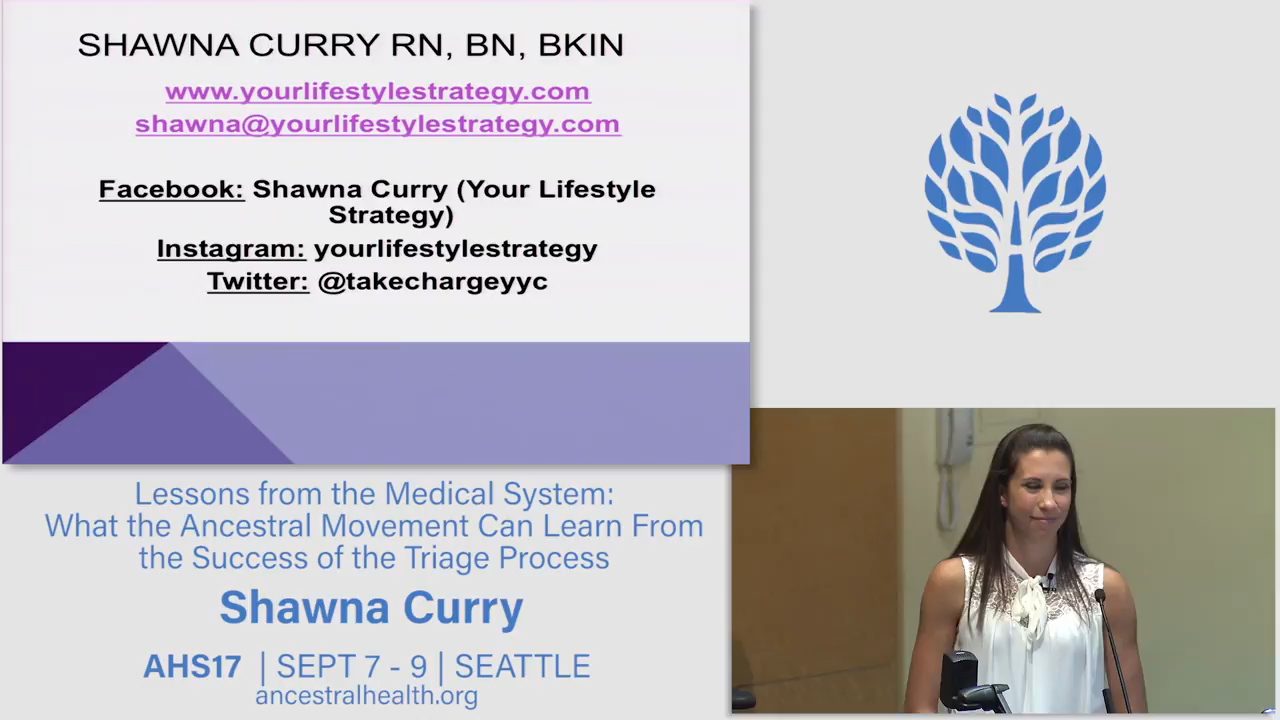 SHAWNA CURRY RN, BN, BKIN
www.yourlifestylestrategy.com
shawna@yourlifestylestrategy.com
Facebook: Shawna Curry (Your Lifestyle
Strategy)
Instagram: yourlifestylestrategy
Twitter: @takechargeyyc
Lessons from the Medical System:
What the Ancestral Movement Can Learn From
the Success of the Triage Process
Shawna Curry
AHS17 | SEPT 7 - 9 | SEATTLE
ancestralhealth.org